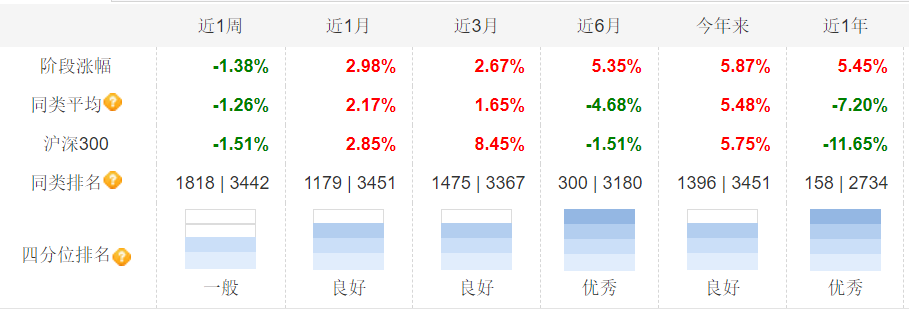 近1周 近1月 近3月 近6月 今年来 近1年
阶段涨幅 -1.38% 2.98% 2.67% 5.35% 5.87% 5.45%
同类平均? -1.26% 2.17% 1.65% -4.68% 5.48% -7.20%
沪深300 -1.51% 2.85% 8.45% -1.51% 5.75% -11.65%
同类排名? 1818 | 3442 1179 | 3451 1475 | 3367 300 | 3180 1396 | 3451 158 | 2734
四分位排名?
一般 良好 良好 优秀 良好 优秀